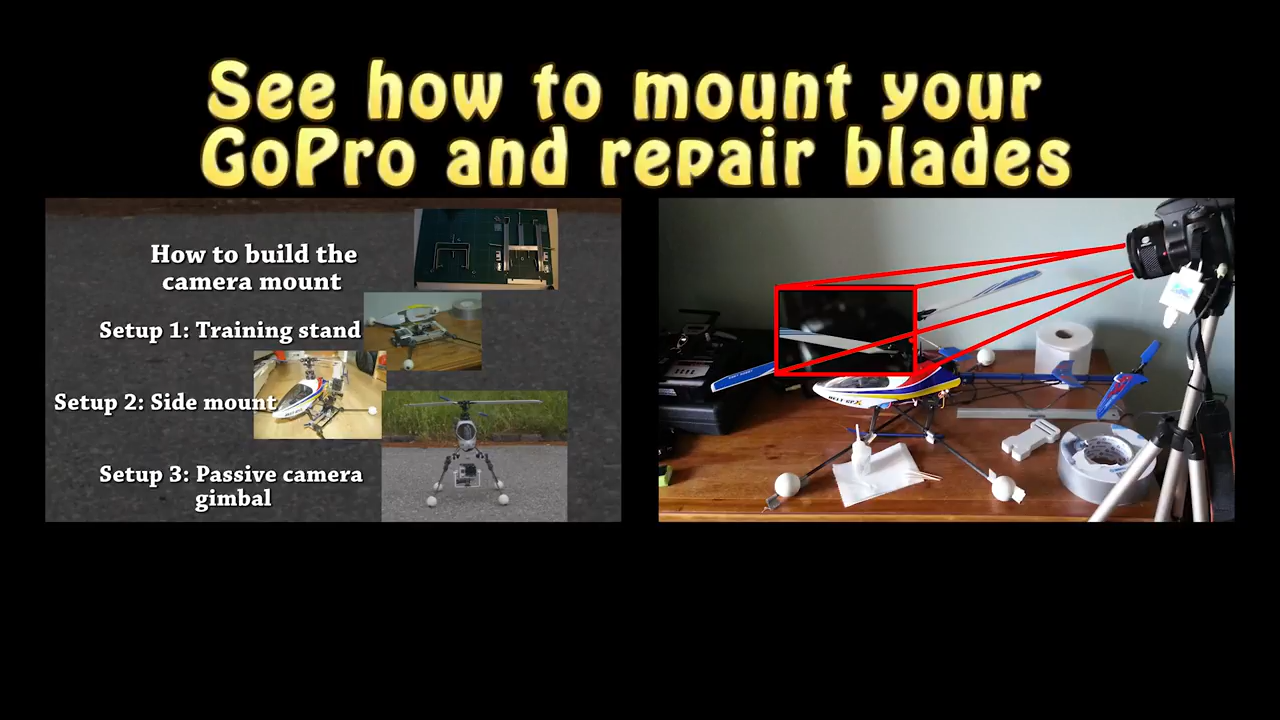 See how to mount your
GoPro and repair blades
How to build the
camera mount
Setup 1: Training stand
Setup 2: Side mount
Setup 3: Passive camera
gimbal